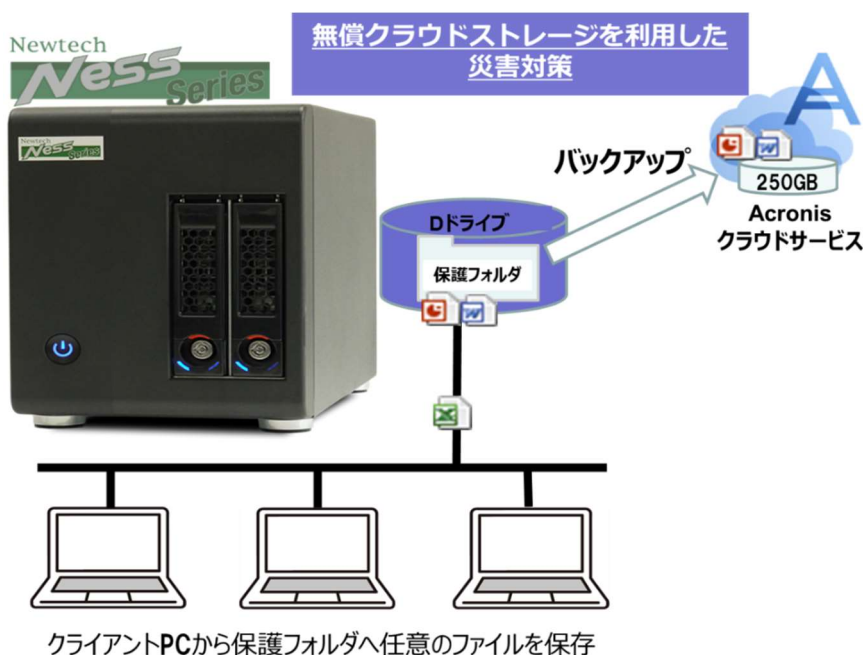 Newtech
Ness
Series
無償クラウドストレージを利用した
災害対策
Newtech
Ness
Series
バックアップ
250GB
Acronis
クラウドサービス
Dドライブ
保護フォルダ
クライアントPCから保護フォルダへ任意のファイルを保存